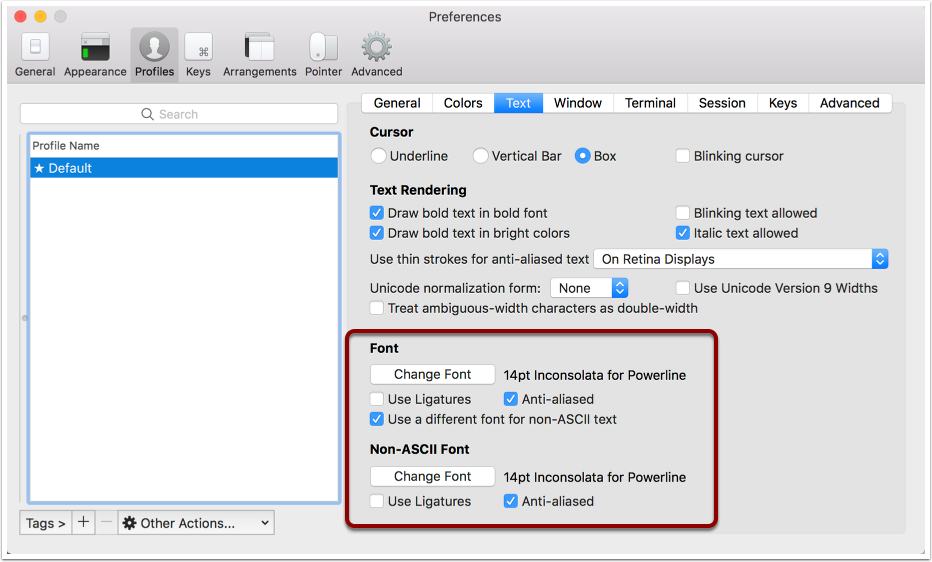 Preferences
General Appearance Profiles Keys Arrangements Pointer Advanced
General Colors Text Window Terminal Session Keys Advanced
Search
Profile Name
★ Default
Tags > + − Other Actions...
Cursor
Underline Vertical Bar Box Blinking cursor
Text Rendering
Draw bold text in bold font Blinking text allowed
Draw bold text in bright colors Italic text allowed
Use thin strokes for anti-aliased text On Retina Displays
Unicode normalization form: None Use Unicode Version 9 Widths
Treat ambiguous-width characters as double-width
Font
Change Font 14pt Inconsolata for Powerline
Use Ligatures Anti-aliased
Use a different font for non-ASCII text
Non-ASCII Font
Change Font 14pt Inconsolata for Powerline
Use Ligatures Anti-aliased